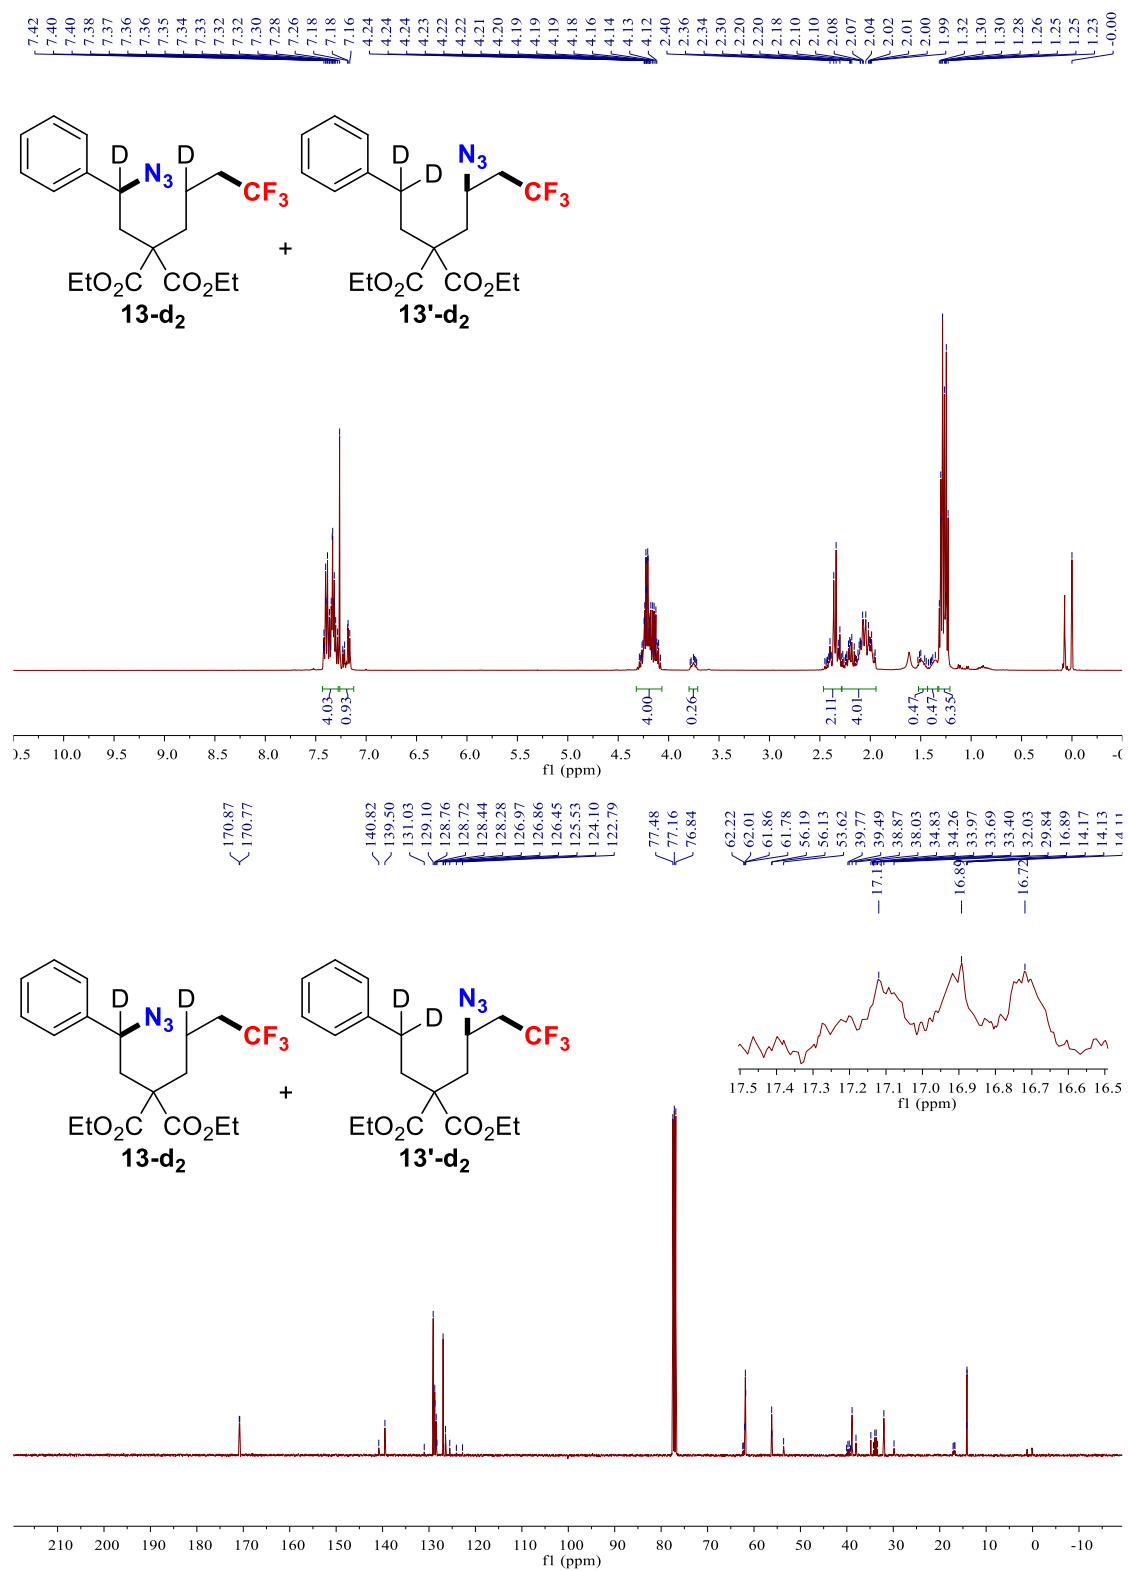 7.42 7.40 7.40 7.38 7.37 7.36 7.36 7.35 7.34 7.33 7.32 7.32 7.30 7.28 7.26 7.18 7.18 7.16 4.24 4.24 4.24 4.23 4.22 4.22 4.21 4.20 4.19 4.19 4.19 4.18 4.16 4.14 4.13 4.12 2.40 2.36 2.34 2.30 2.20 2.20 2.18 2.10 2.10 2.08 2.07 2.04 2.02 2.01 2.00 1.99 1.32 1.30 1.30 1.28 1.26 1.25 1.25 1.23 -0.00
D N3 D CF3
D D N3 CF3
+
EtO2C CO2Et EtO2C CO2Et
13-d2 13'-d2
4.03 0.93 4.00 0.26 2.11 4.01 0.47 0.47 6.35
10.0 9.0 8.0 7.5 7.0 6.5 6.0 5.5 5.0 4.5 4.0 3.5 3.0 2.5 2.0 1.5 1.0 0.5 0.0
f1 (ppm)
170.87 170.77 140.82 139.50 131.03 129.10 128.76 128.72 128.44 128.28 126.97 126.86 126.45 125.53 124.10 122.79 77.48 77.16 76.84 62.22 62.01 61.86 61.78 56.19 56.13 53.62 39.77 39.49 38.87 38.03 34.83 34.26 33.97 33.69 33.40 32.03 29.84 16.89 14.17 14.13 14.11
16.89 16.72
17.5 17.4 17.3 17.2 17.1 17.0 16.9 16.8 16.7 16.6 16.5
f1 (ppm)
D N3 D CF3
D D N3 CF3
+
EtO2C CO2Et EtO2C CO2Et
13-d2 13'-d2
210 200 190 180 170 160 150 140 130 120 110 100 90 80 70 60 50 40 30 20 10 0 -10
f1 (ppm)